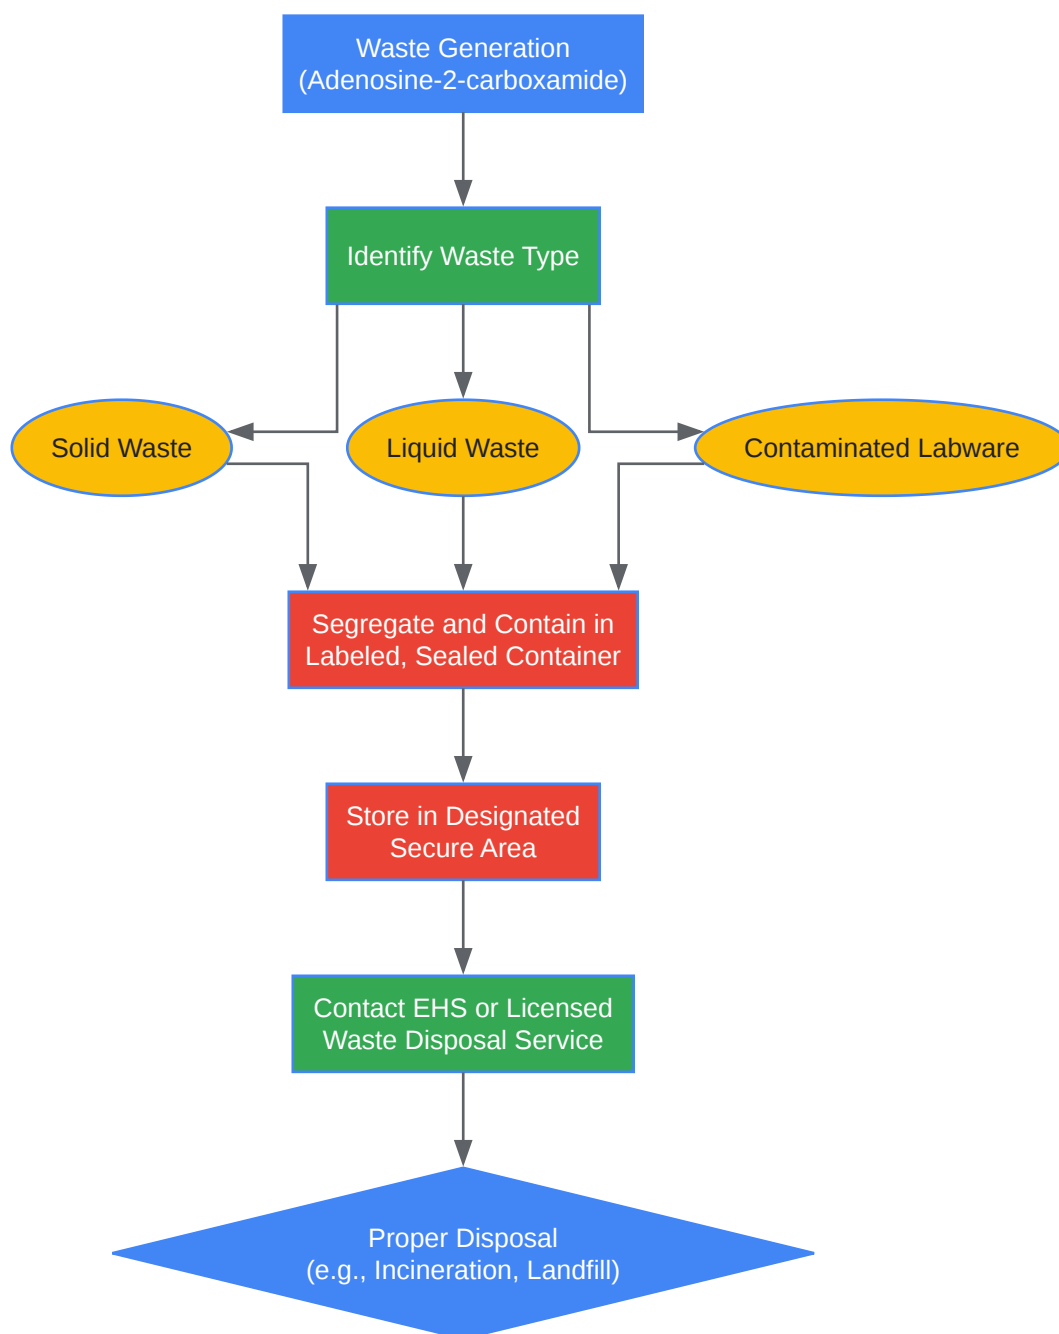 Waste Generation
(Adenosine-2-carboxamide)
Identify Waste Type
Solid Waste
Liquid Waste
Contaminated Labware
Segregate and Contain in
Labeled, Sealed Container
Store in Designated
Secure Area
Contact EHS or Licensed
Waste Disposal Service
Proper Disposal
(e.g., Incineration, Landfill)